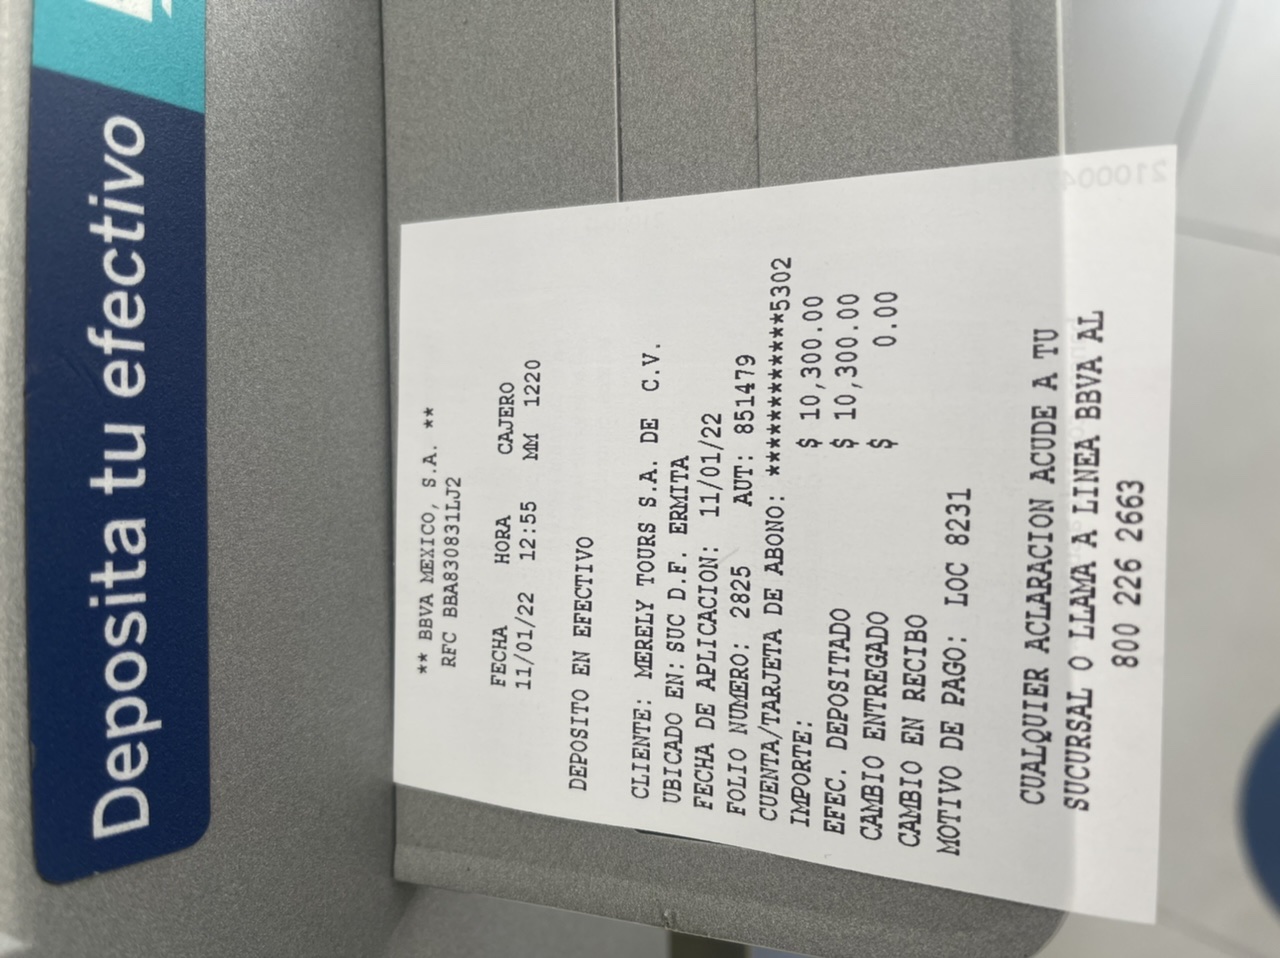 Deposita tu efectivo
** BBVA MEXICO, S.A. **
RFC BBA830831LJ2
FECHA HORA CAJERO
11/01/22 12:55 MM 1220
DEPOSITO EN EFECTIVO
CLIENTE: MERELY TOURS S.A. DE C.V.
UBICADO EN: SUC D.F. ERMITA
FECHA DE APLICACION: 11/01/22
FOLIO NUMERO: 2825 AUT: 851479
CUENTA/TARJETA DE ABONO: ************5302
IMPORTE: $ 10,300.00
EFEC. DEPOSITADO $ 10,300.00
CAMBIO ENTREGADO $ 0.00
CAMBIO EN RECIBO
MOTIVO DE PAGO: LOC 8231
CUALQUIER ACLARACION ACUDE A TU
SUCURSAL O LLAMA A LINEA BBVA AL
800 226 2663